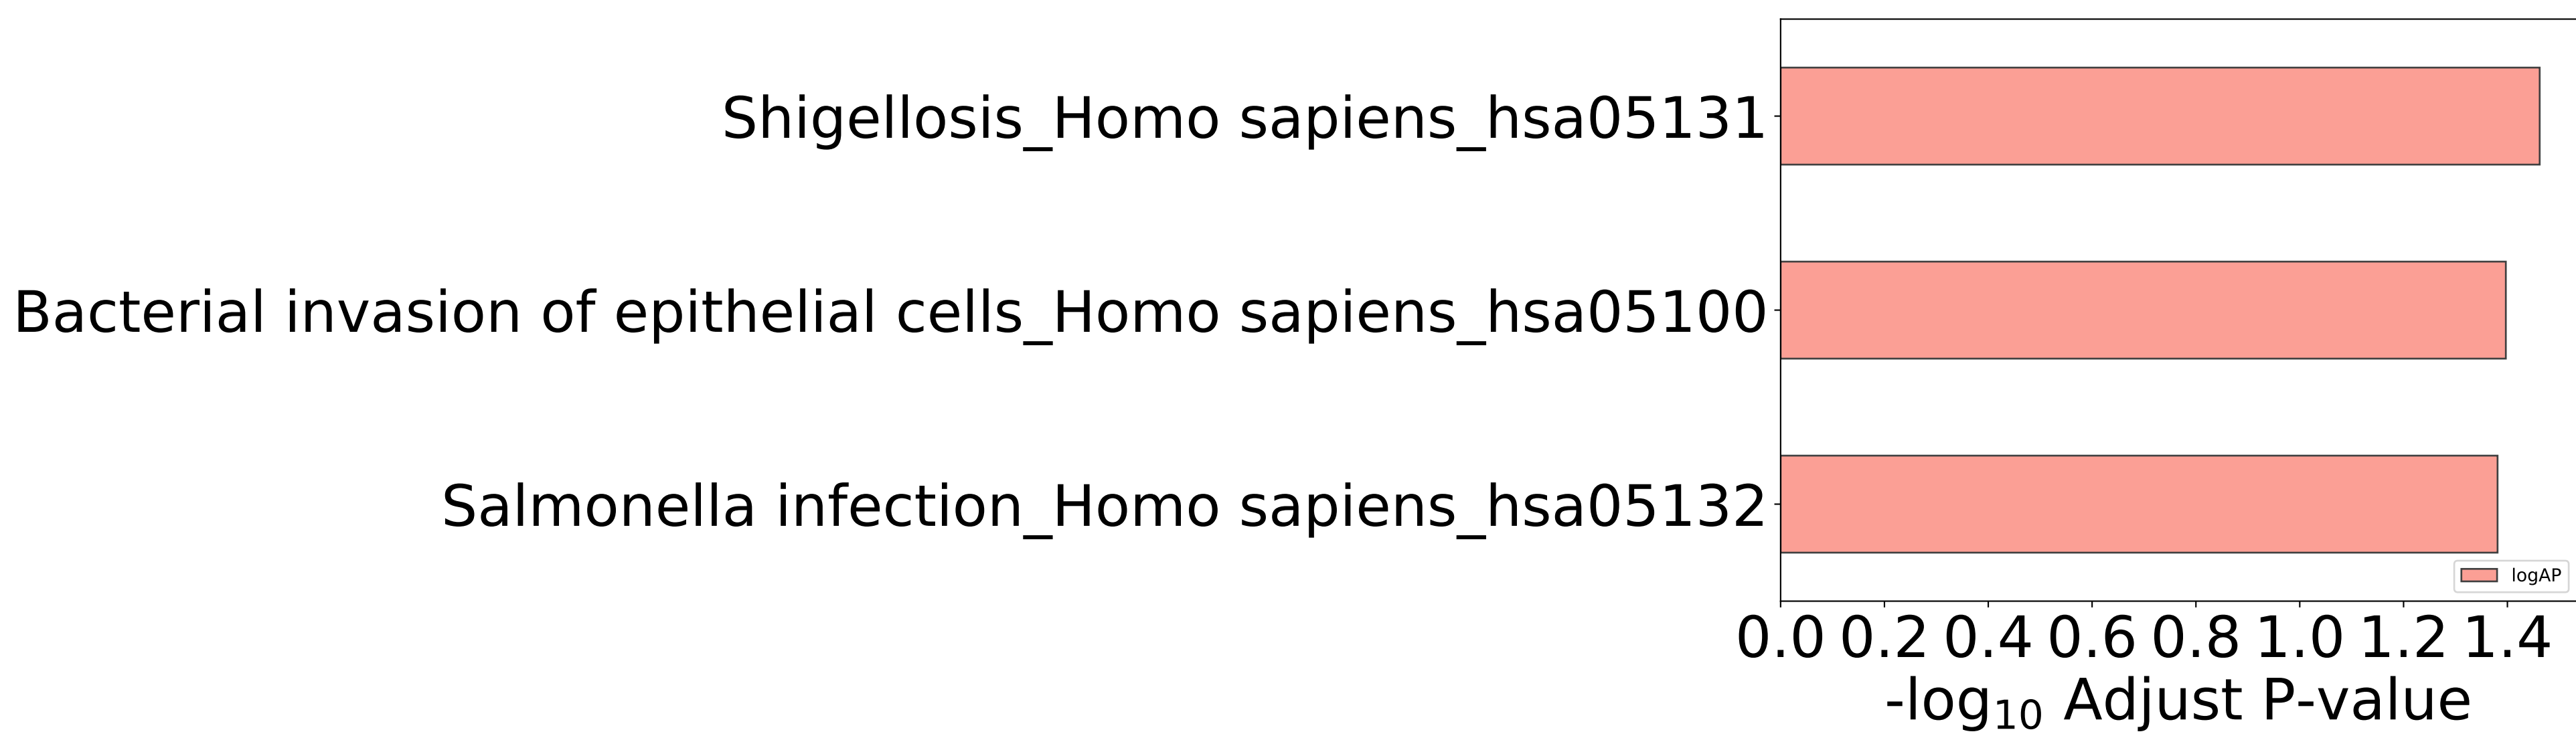 Shigellosis_Homo sapiens_hsa05131
Bacterial invasion of epithelial cells_Homo sapiens_hsa05100
Salmonella infection_Homo sapiens_hsa05132
logAP
0.0 0.2 0.4 0.6 0.8 1.0 1.2 1.4
-log₁₀ Adjust P-value